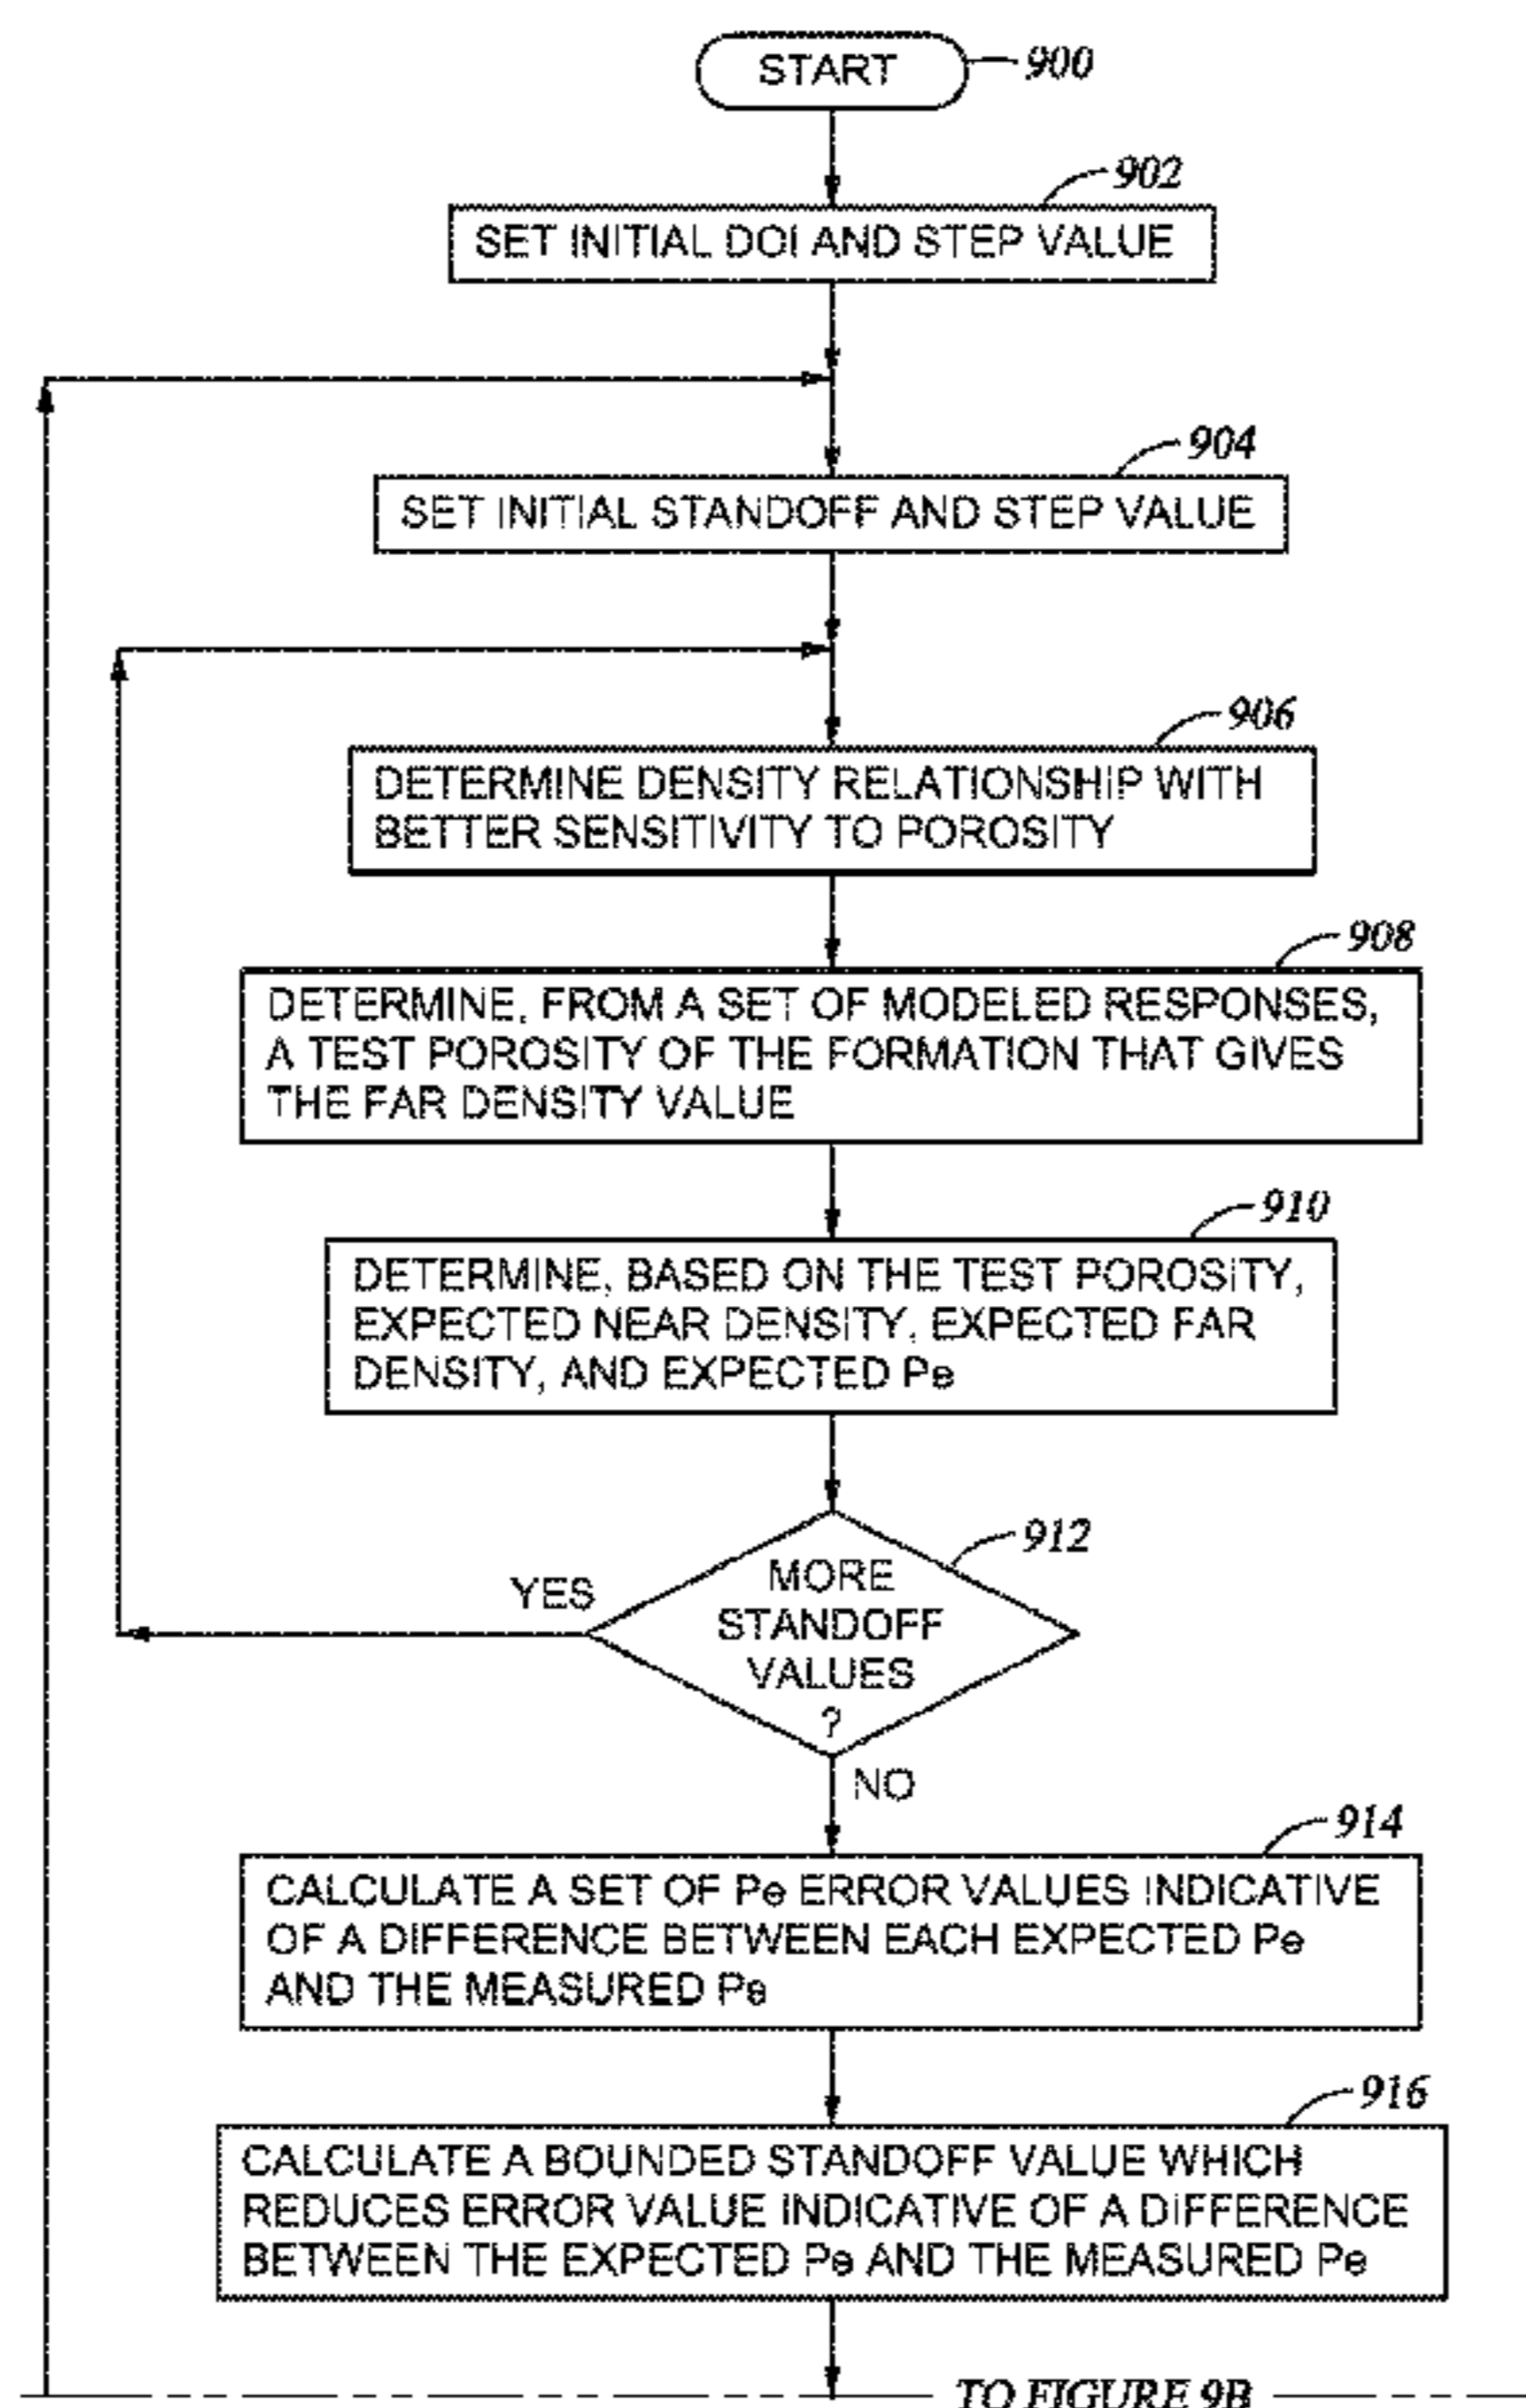 START
900
902
SET INITIAL DOI AND STEP VALUE
904
SET INITIAL STANDOFF AND STEP VALUE
906
DETERMINE DENSITY RELATIONSHIP WITH
BETTER SENSITIVITY TO POROSITY
908
DETERMINE, FROM A SET OF MODELED RESPONSES,
A TEST POROSITY OF THE FORMATION THAT GIVES
THE FAR DENSITY VALUE
910
DETERMINE, BASED ON THE TEST POROSITY,
EXPECTED NEAR DENSITY, EXPECTED FAR
DENSITY, AND EXPECTED Pe
912
YES
MORE
STANDOFF
VALUES
?
NO
914
CALCULATE A SET OF Pe ERROR VALUES INDICATIVE
OF A DIFFERENCE BETWEEN EACH EXPECTED Pe
AND THE MEASURED Pe
916
CALCULATE A BOUNDED STANDOFF VALUE WHICH
REDUCES ERROR VALUE INDICATIVE OF A DIFFERENCE
BETWEEN THE EXPECTED Pe AND THE MEASURED Pe
TO FIGURE 9B